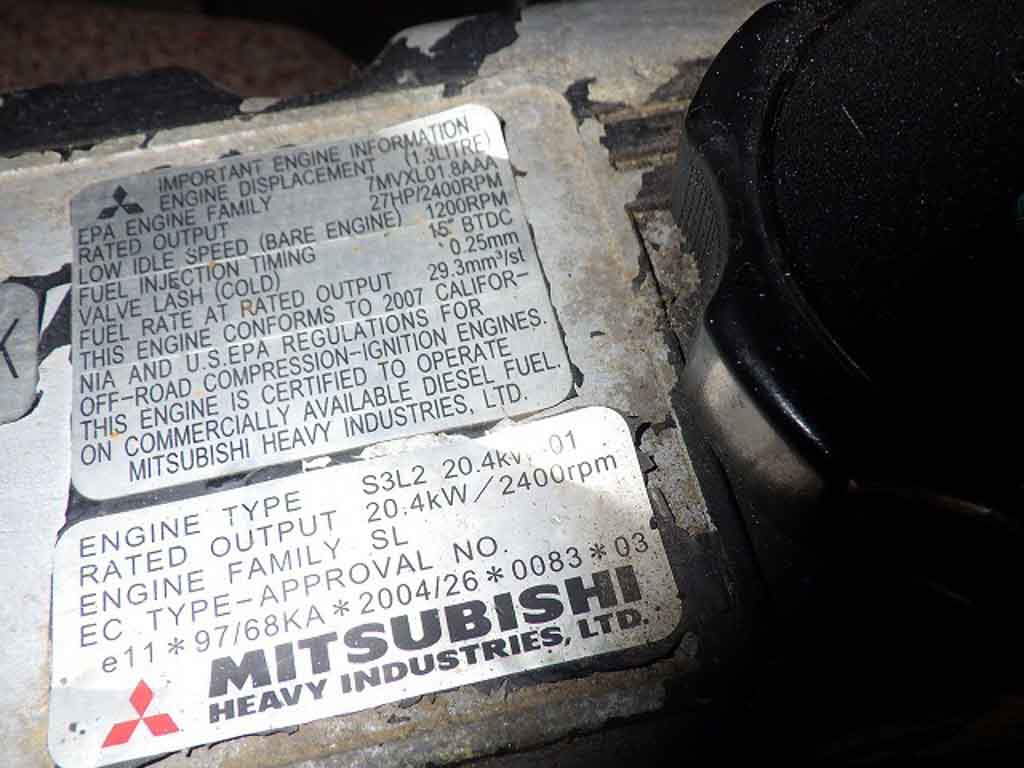 IMPORTANT ENGINE INFORMATION
ENGINE DISPLACEMENT (1.3LITRE)
EPA ENGINE FAMILY 7MVXL01.8AAA
RATED OUTPUT 27HP/2400RPM
LOW IDLE SPEED (BARE ENGINE) 1200RPM
FUEL INJECTION TIMING 15° BTDC
VALVE LASH (COLD) 0.25mm
FUEL RATE AT RATED OUTPUT 29.3mm³/st
THIS ENGINE CONFORMS TO 2007 CALIFOR-
NIA AND U.S.EPA REGULATIONS FOR
OFF-ROAD COMPRESSION-IGNITION ENGINES.
THIS ENGINE IS CERTIFIED TO OPERATE
ON COMMERCIALLY AVAILABLE DIESEL FUEL.
MITSUBISHI HEAVY INDUSTRIES, LTD.
ENGINE TYPE S3L2 20.4kW 01
RATED OUTPUT 20.4kW/2400rpm
ENGINE FAMILY SL
EC TYPE-APPROVAL NO.
e11*97/68KA*2004/26*0083*03
MITSUBISHI
HEAVY INDUSTRIES, LTD.